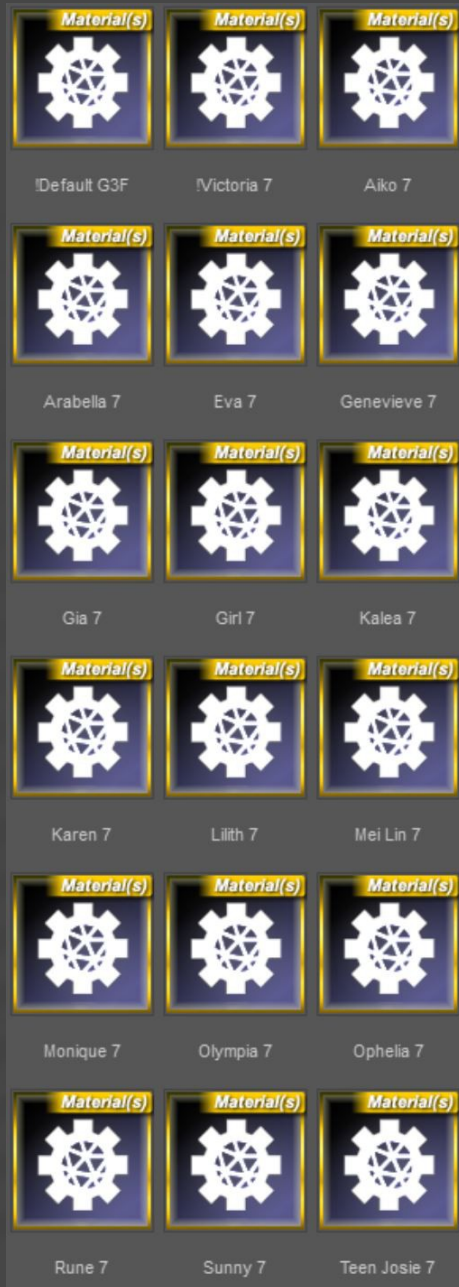 Material(s) Material(s) Material(s)
!Default G3F !Victoria 7 Aiko 7
Material(s) Material(s) Material(s)
Arabella 7 Eva 7 Genevieve 7
Material(s) Material(s) Material(s)
Gia 7 Girl 7 Kalea 7
Material(s) Material(s) Material(s)
Karen 7 Lilith 7 Mei Lin 7
Material(s) Material(s) Material(s)
Monique 7 Olympia 7 Ophelia 7
Material(s) Material(s) Material(s)
Rune 7 Sunny 7 Teen Josie 7